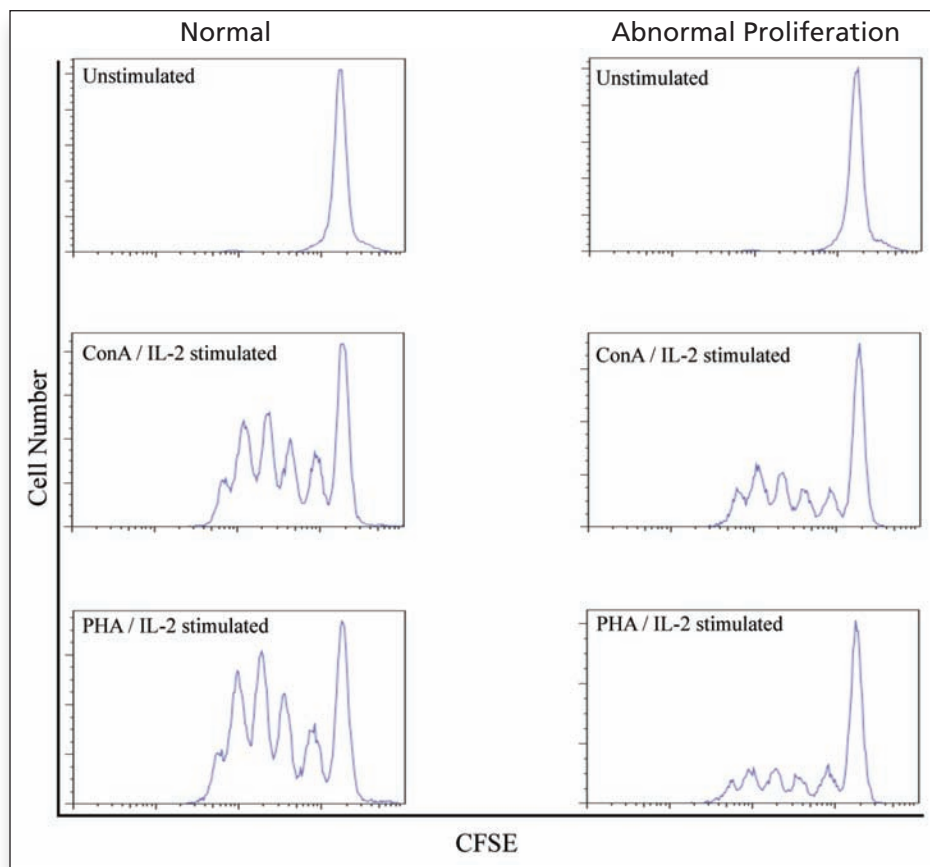 Normal
Abnormal Proliferation
Unstimulated
Unstimulated
ConA / IL-2 stimulated
ConA / IL-2 stimulated
PHA / IL-2 stimulated
PHA / IL-2 stimulated
Cell Number
CFSE